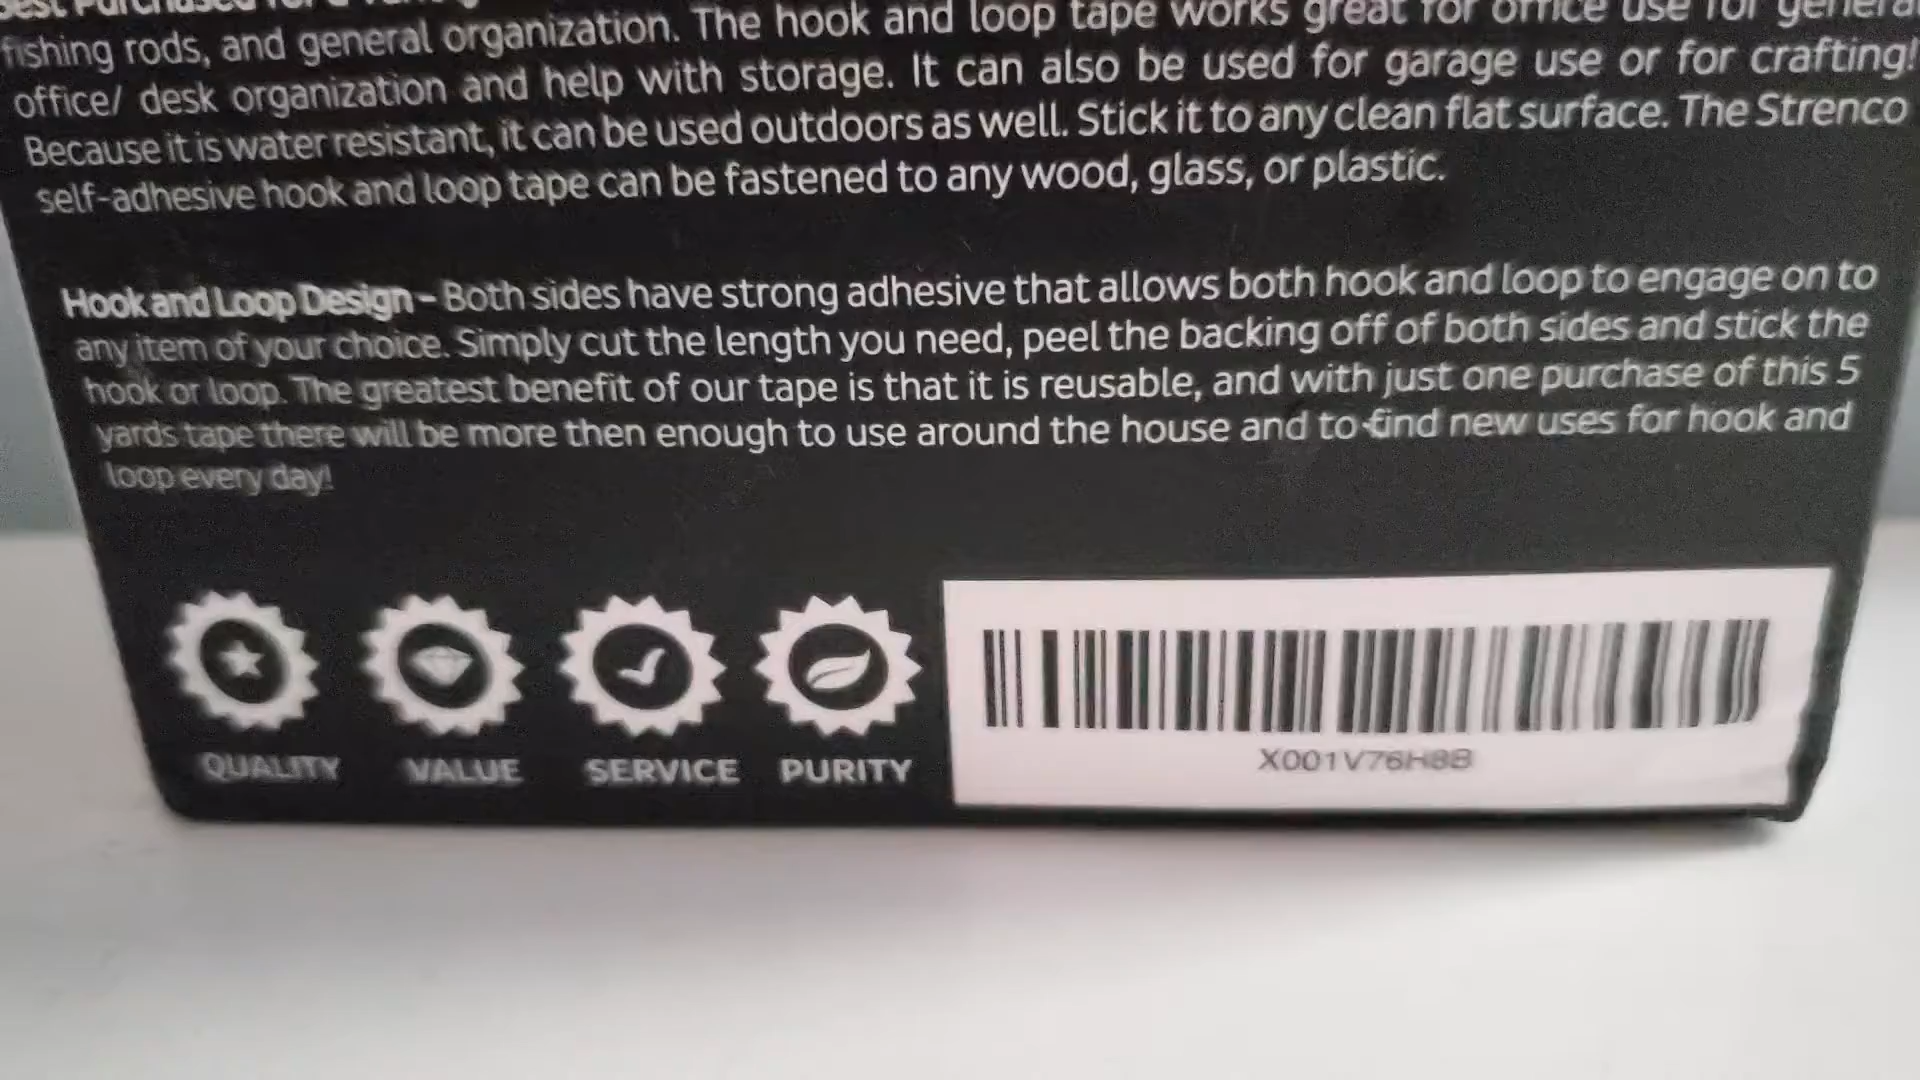 Best Purchased for a
fishing rods, and general organization. The hook and loop tape works great for office use for general
office/ desk organization and help with storage. It can also be used for garage use or for crafting!
Because it is water resistant, it can be used outdoors as well. Stick it to any clean flat surface. The Strenco
self-adhesive hook and loop tape can be fastened to any wood, glass, or plastic.
Hook and Loop Design - Both sides have strong adhesive that allows both hook and loop to engage on to
any item of your choice. Simply cut the length you need, peel the backing off of both sides and stick the
hook or loop. The greatest benefit of our tape is that it is reusable, and with just one purchase of this 5
yards tape there will be more then enough to use around the house and to find new uses for hook and
loop every day!
QUALITY VALUE SERVICE PURITY
X001V76H8B